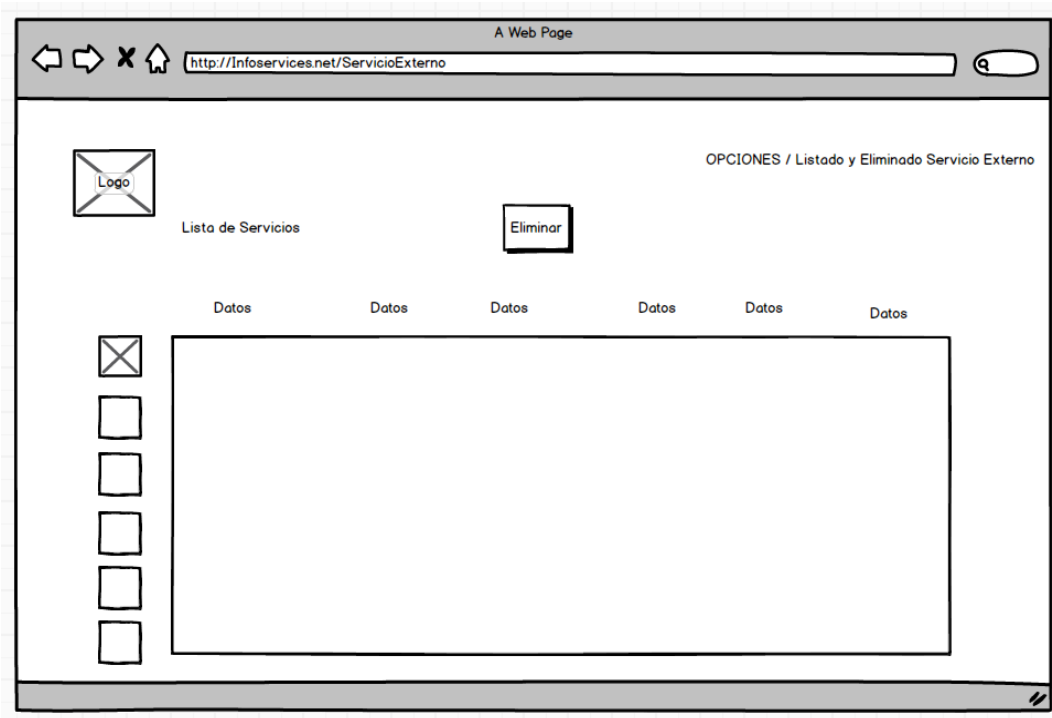 A Web Page
http://Infoservices.net/ServicioExterno
OPCIONES / Listado y Eliminado Servicio Externo
Logo
Lista de Servicios
Eliminar
Datos Datos Datos Datos Datos Datos